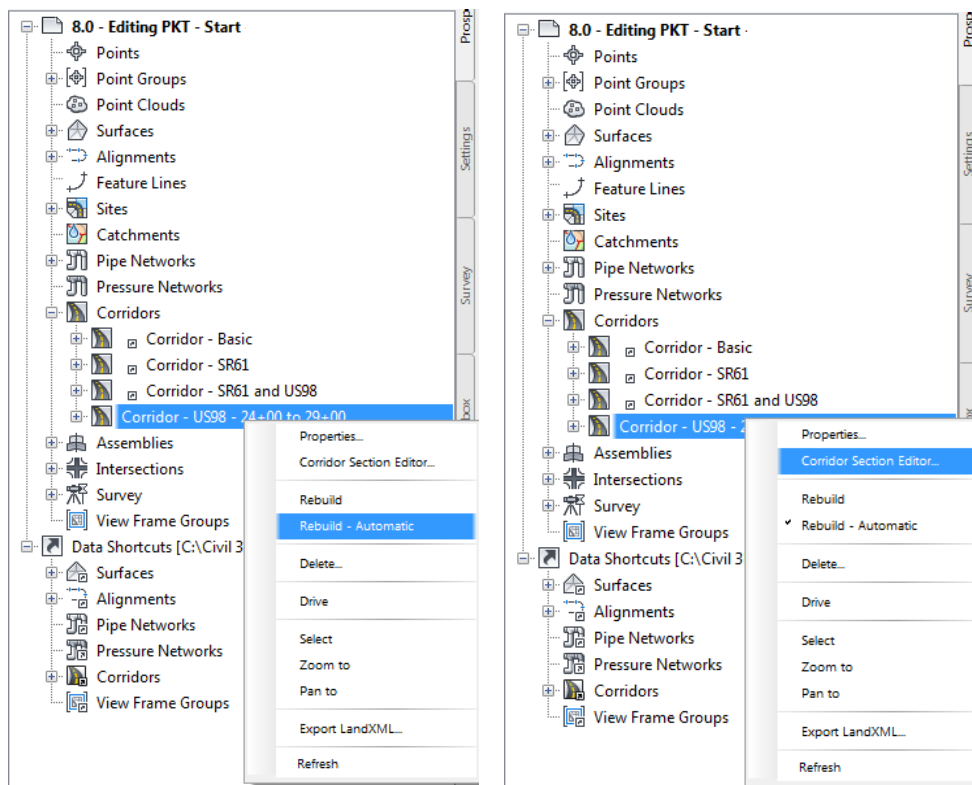 8.0 - Editing PKT - Start
Points
Point Groups
Point Clouds
Surfaces
Alignments
Feature Lines
Sites
Catchments
Pipe Networks
Pressure Networks
Corridors
Corridor - Basic
Corridor - SR61
Corridor - SR61 and US98
Corridor - US98 - 24+00 to 29+00
Assemblies
Intersections
Survey
View Frame Groups
Data Shortcuts [C:\Civil 3
Surfaces
Alignments
Pipe Networks
Pressure Networks
Corridors
View Frame Groups
Properties...
Corridor Section Editor...
Rebuild
Rebuild - Automatic
Delete...
Drive
Select
Zoom to
Pan to
Export LandXML...
Refresh
Prosp
Settings
Survey
box
8.0 - Editing PKT - Start
Points
Point Groups
Point Clouds
Surfaces
Alignments
Feature Lines
Sites
Catchments
Pipe Networks
Pressure Networks
Corridors
Corridor - Basic
Corridor - SR61
Corridor - SR61 and US98
Corridor - US98 - 2
Assemblies
Intersections
Survey
View Frame Groups
Data Shortcuts [C:\Civil 3
Surfaces
Alignments
Pipe Networks
Pressure Networks
Corridors
View Frame Groups
Properties...
Corridor Section Editor...
Rebuild
Rebuild - Automatic
Delete...
Drive
Select
Zoom to
Pan to
Export LandXML...
Refresh
Prosp
Settings
Survey